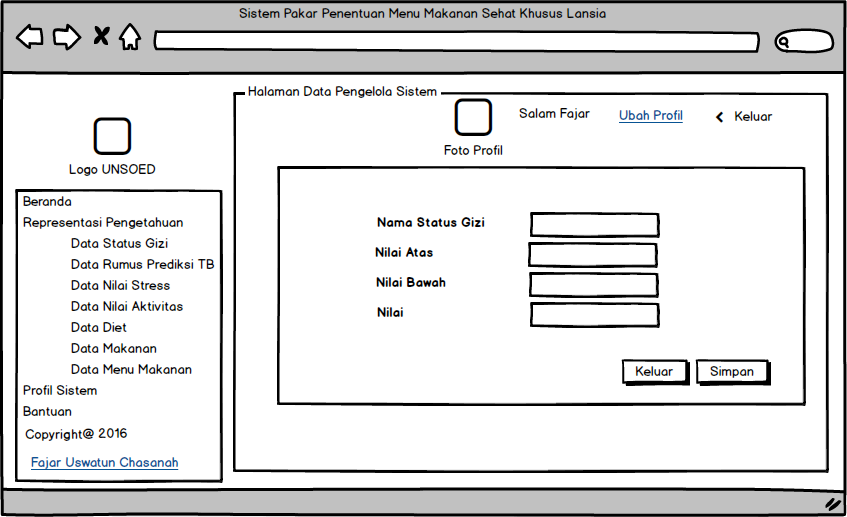 Sistem Pakar Penentuan Menu Makanan Sehat Khusus Lansia
Halaman Data Pengelola Sistem
Salam Fajar
Ubah Profil
Keluar
Foto Profil
Logo UNSOED
Beranda
Representasi Pengetahuan
Data Status Gizi
Data Rumus Prediksi TB
Data Nilai Stress
Data Nilai Aktivitas
Data Diet
Data Makanan
Data Menu Makanan
Profil Sistem
Bantuan
Copyright@ 2016
Fajar Uswatun Chasanah
Nama Status Gizi
Nilai Atas
Nilai Bawah
Nilai
Keluar
Simpan